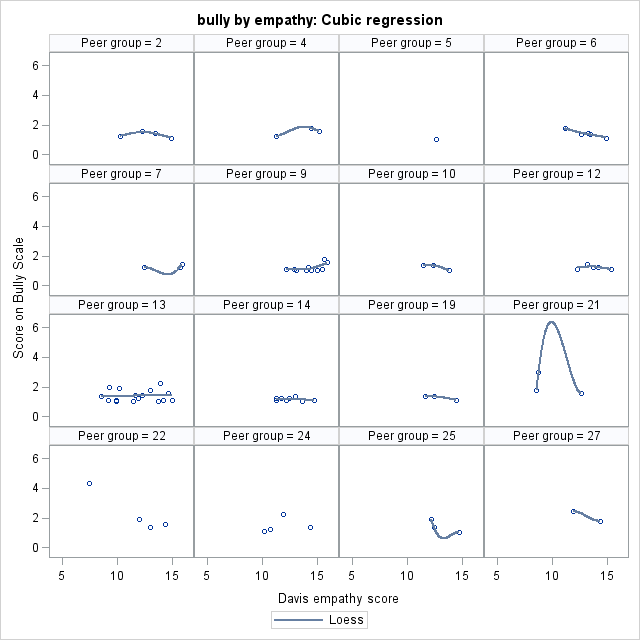 bully by empathy: Cubic regression
Peer group = 2 Peer group = 4 Peer group = 5 Peer group = 6
6
4
2
0
Peer group = 7 Peer group = 9 Peer group = 10 Peer group = 12
6
4
2
0
Peer group = 13 Peer group = 14 Peer group = 19 Peer group = 21
6
4
2
0
Peer group = 22 Peer group = 24 Peer group = 25 Peer group = 27
6
4
2
0
Score on Bully Scale
5 10 15 5 10 15 5 10 15 5 10 15
Davis empathy score
Loess